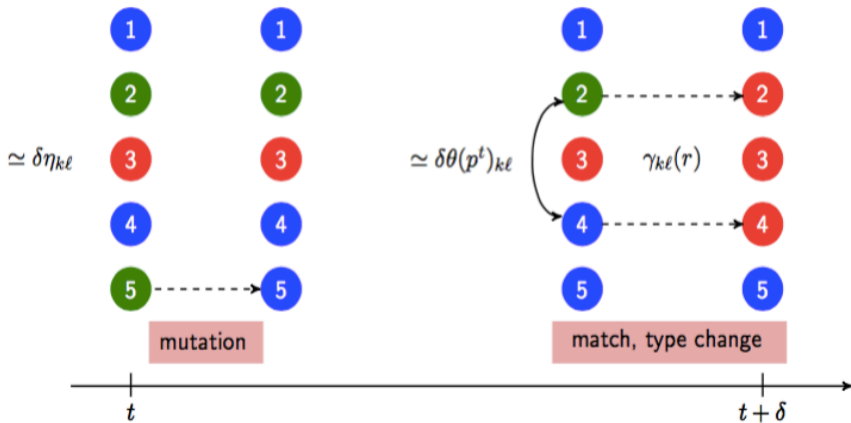 1 1 1 1
2 2 2 2
≃ δη_{kℓ} 3 3 ≃ δθ(p^t)_{kℓ} 3 γ_{kℓ}(r) 3
4 4 4 4
5 5 5 5
mutation match, type change
t t + δ